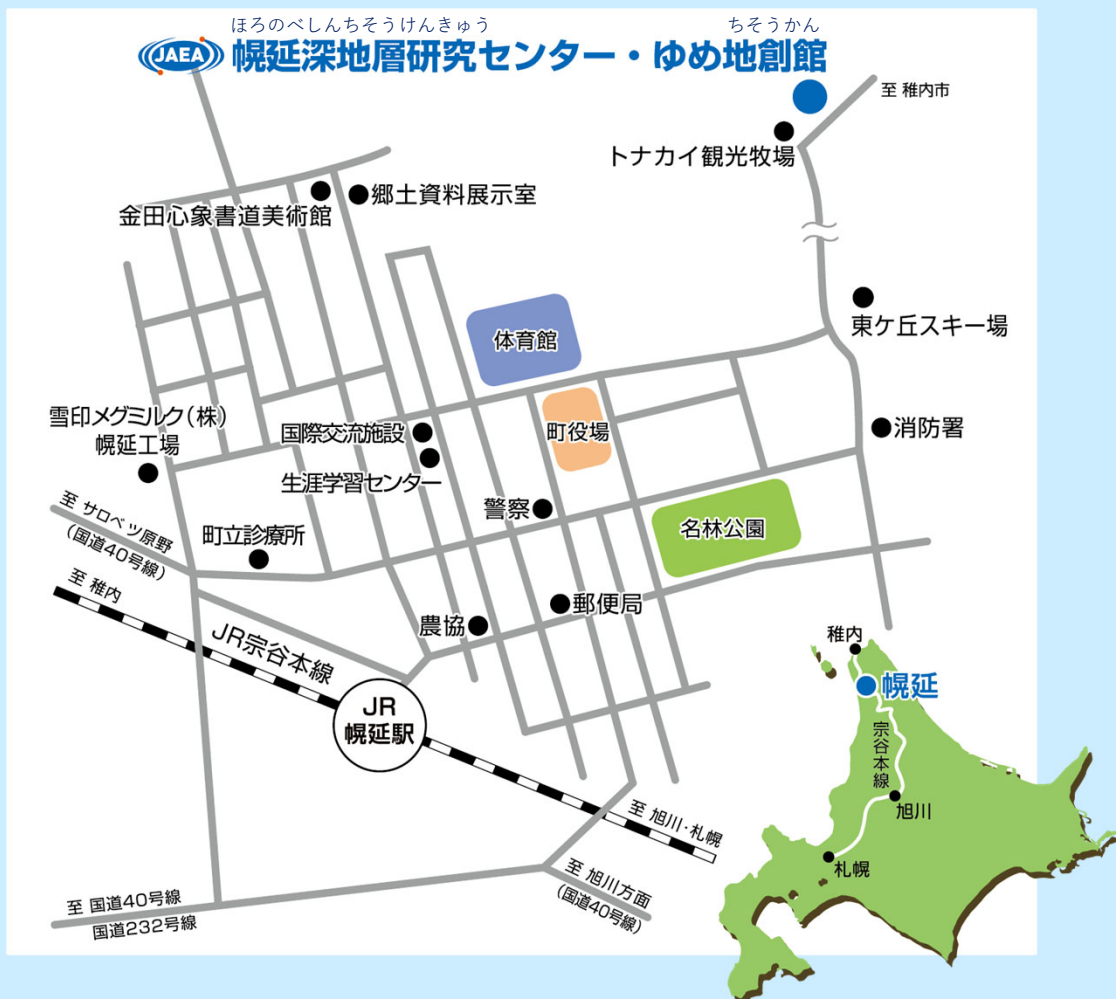 ほろのべしんちそうけんきゅう ちそうかん
JAEA 幌延深地層研究センター・ゆめ地創館
至 稚内市
トナカイ観光牧場
郷土資料展示室
金田心象書道美術館
東ケ丘スキー場
体育館
雪印メグミルク(株)
幌延工場
国際交流施設
町役場
消防署
生涯学習センター
警察
名林公園
至 サロベツ原野
(国道40号線)
町立診療所
至 稚内
郵便局
農協
JR宗谷本線
JR
幌延駅
稚内
幌延
宗谷本線
旭川
札幌
至 旭川・札幌
至 旭川方面
(国道40号線)
至 国道40号線
国道232号線